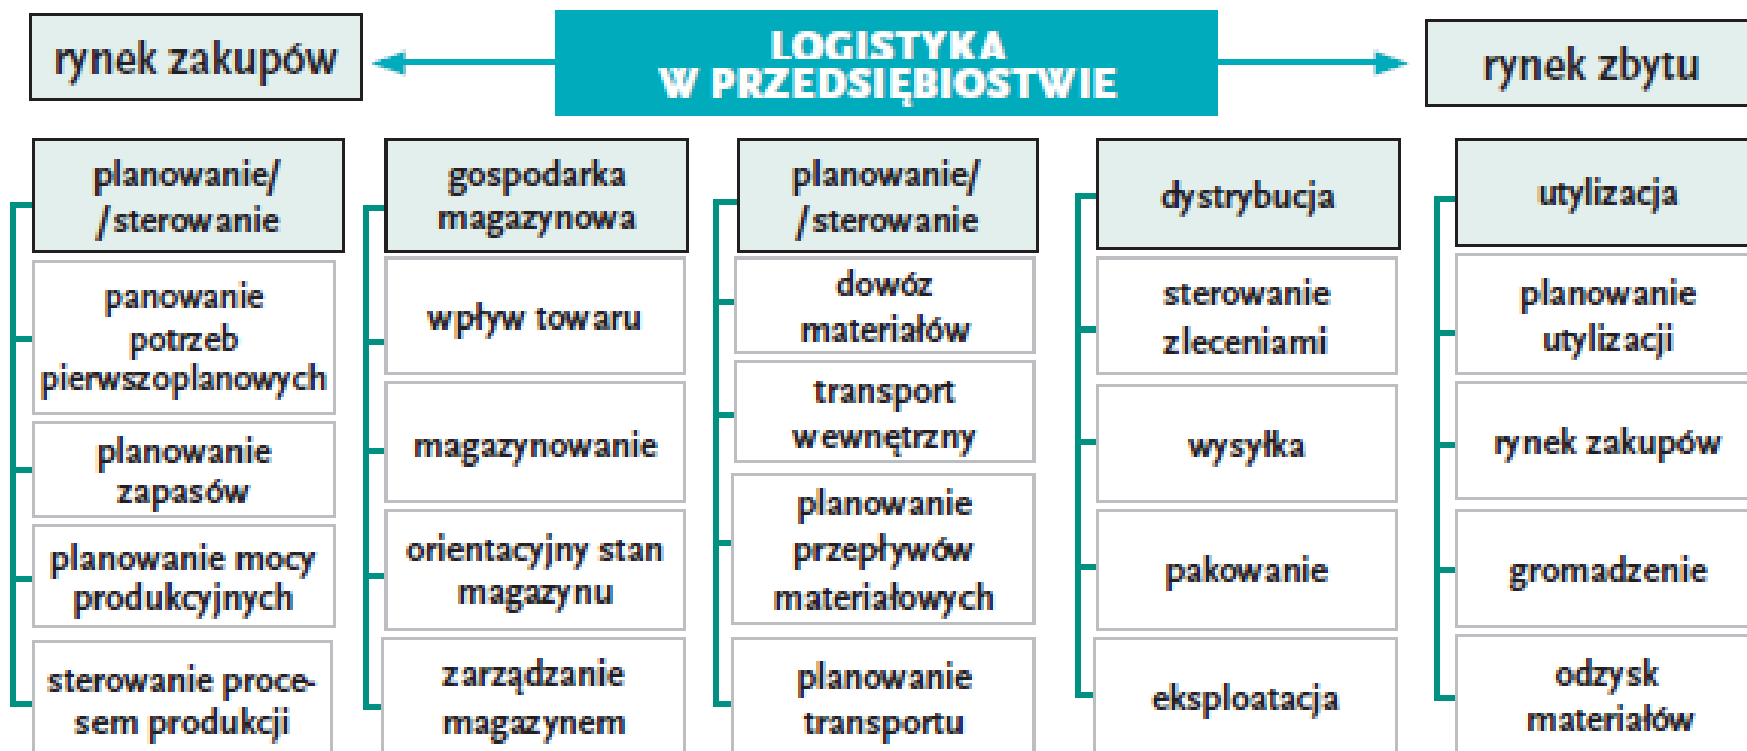 rynek zakupów
LOGISTYKA
W PRZEDSIĘBIOSTWIE
rynek zbytu
planowanie/
/sterowanie
panowanie
potrzeb
pierwszoplanowych
planowanie
zapasów
planowanie mocy
produkcyjnych
sterowanie proce-
sem produkcji
gospodarka
magazynowa
wpływ towaru
magazynowanie
orientacyjny stan
magazynu
zarządzanie
magazynem
planowanie/
/sterowanie
dowóz
materiałów
transport
wewnętrzny
planowanie
przepływów
materiałowych
planowanie
transportu
dystrybucja
sterowanie
zleceniami
wysyłka
pakowanie
eksploatacja
utylizacja
planowanie
utylizacji
rynek zakupów
gromadzenie
odzysk
materiałów